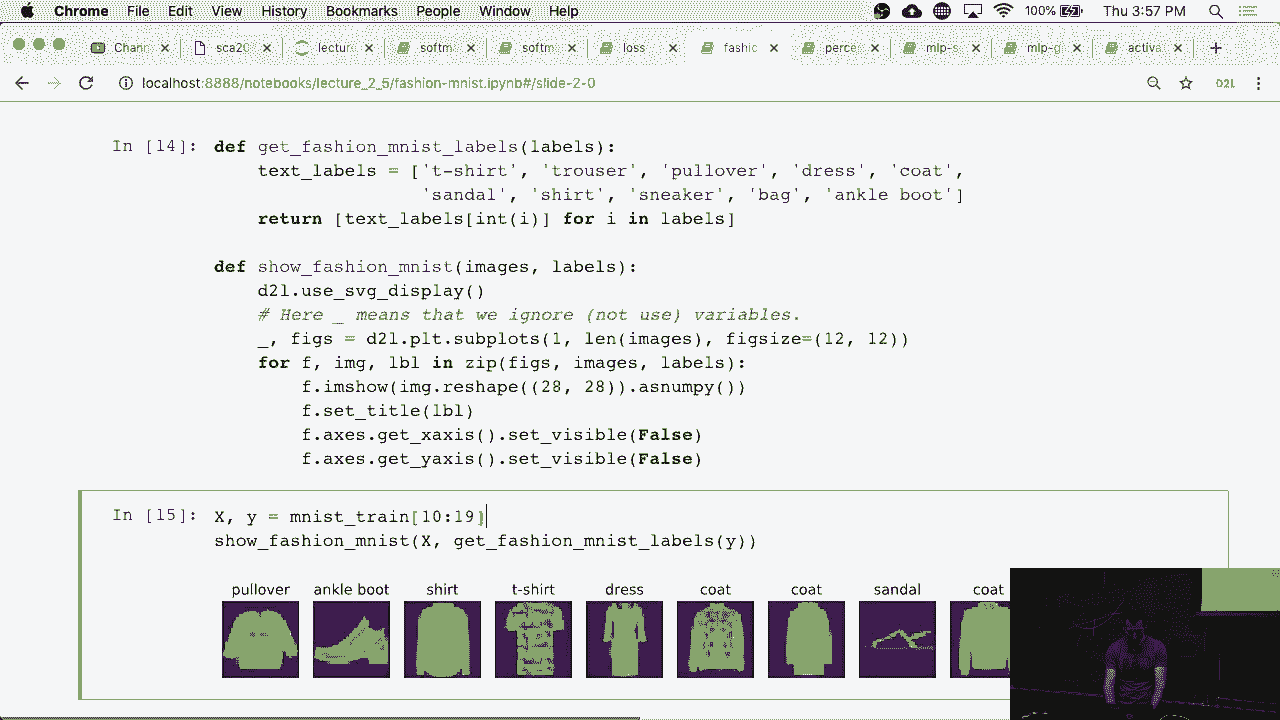 Chrome File Edit View History Bookmarks People Window Help 100% Thu 3:57 PM
Chann sca20 lecture softm softm loss fashic perce mlp-s mlp-g activa
localhost:8888/notebooks/lecture_2_5/fashion-mnist.ipynb#/slide-2-0 D2L
In [14]: def get_fashion_mnist_labels(labels):
text_labels = ['t-shirt', 'trouser', 'pullover', 'dress', 'coat',
'sandal', 'shirt', 'sneaker', 'bag', 'ankle boot']
return [text_labels[int(i)] for i in labels]
def show_fashion_mnist(images, labels):
d2l.use_svg_display()
# Here _ means that we ignore (not use) variables.
_, figs = d2l.plt.subplots(1, len(images), figsize=(12, 12))
for f, img, lbl in zip(figs, images, labels):
f.imshow(img.reshape((28, 28)).asnumpy())
f.set_title(lbl)
f.axes.get_xaxis().set_visible(False)
f.axes.get_yaxis().set_visible(False)
In [15]: X, y = mnist_train[10:19]
show_fashion_mnist(X, get_fashion_mnist_labels(y))
pullover ankle boot shirt t-shirt dress coat coat sandal coat